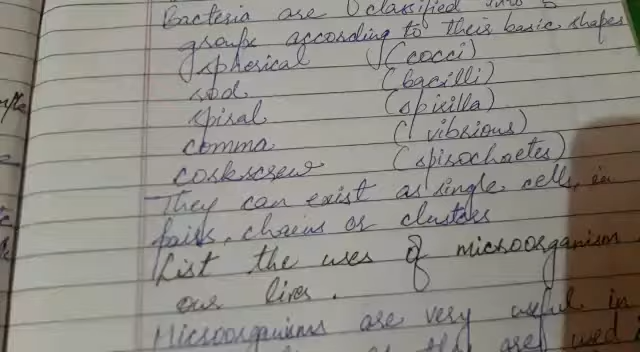 Bacteria are classified into 5
groups according to their basic shapes
spherical (cocci)
rod (bacilli)
spiral (spirilla)
comma (vibrious)
corkscrew (spirochaetes)
They can exist as single cells, in
pairs, chains or clusters
List the uses of microorganism
our lives.
Microorganisms are very useful in
are used